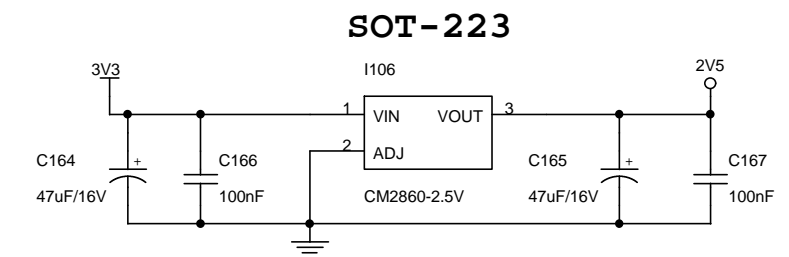 SOT-223
3V3
I106
2V5
1
VIN
VOUT
3
2
ADJ
C164
+
47uF/16V
C166
100nF
CM2860-2.5V
C165
+
47uF/16V
C167
100nF